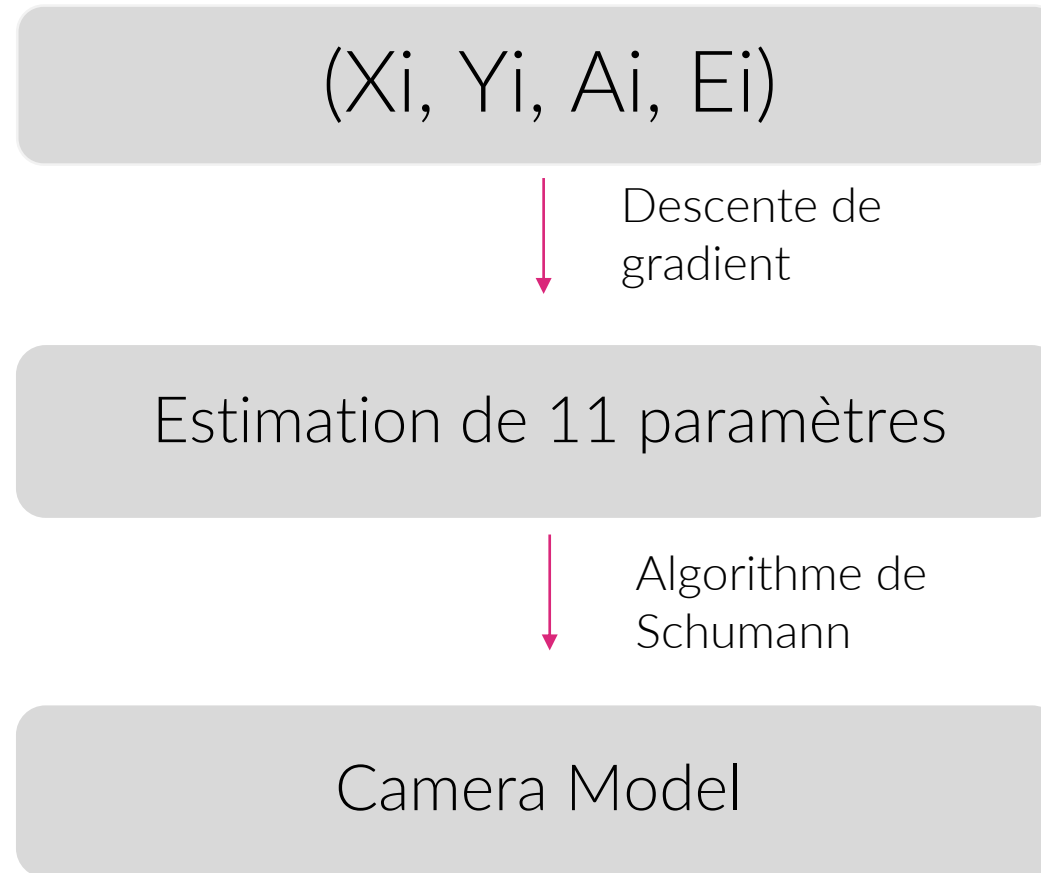 (Xi, Yi, Ai, Ei)
Descente de
gradient
Estimation de 11 paramètres
Algorithme de
Schumann
Camera Model